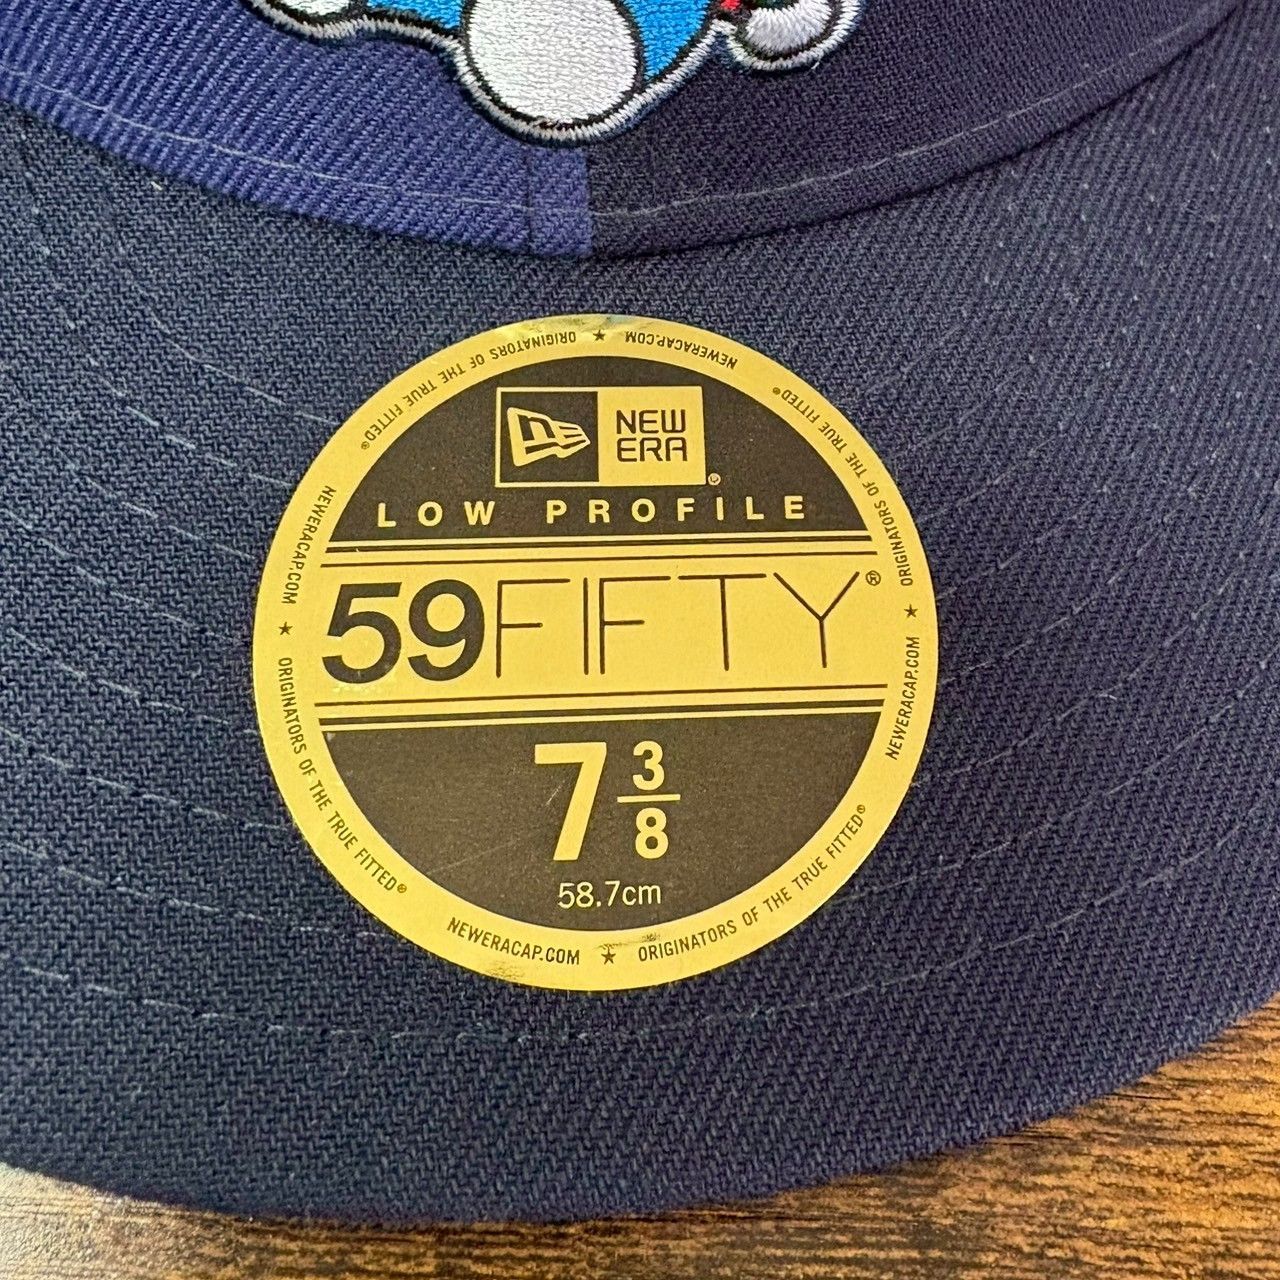 NEW
ERA
LOW PROFILE
59FIFTY®
7 3/8
58.7cm
NEWERACAP.COM ★ ORIGINATORS OF THE TRUE FITTED®
NEWERACAP.COM ★ ORIGINATORS OF THE TRUE FITTED®
NEWERACAP.COM ★ ORIGINATORS OF THE TRUE FITTED®
NEWERACAP.COM ★ ORIGINATORS OF THE TRUE FITTED®